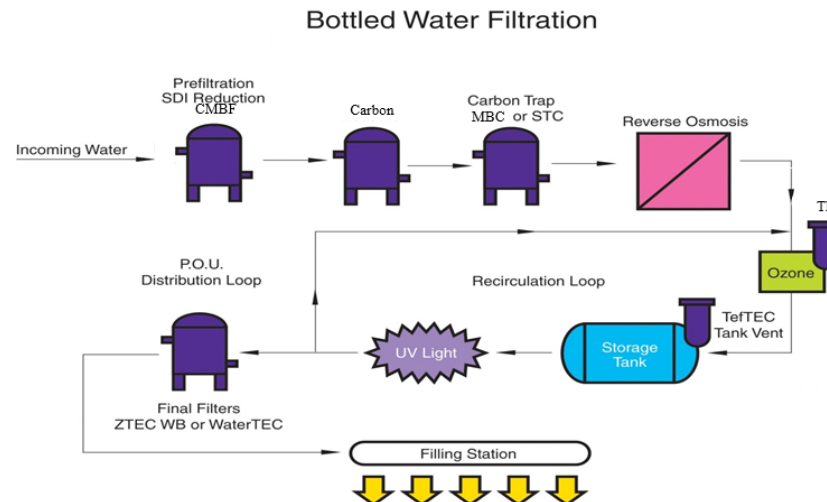 Bottled Water Filtration
Prefiltration
SDI Reduction
CMBF
Carbon
Carbon Trap
MBC or STC
Reverse Osmosis
Incoming Water
P.O.U.
Distribution Loop
Recirculation Loop
Ozone
TefTEC
Tank Vent
UV Light
Storage
Tank
Final Filters
ZTEC WB or WaterTEC
Filling Station